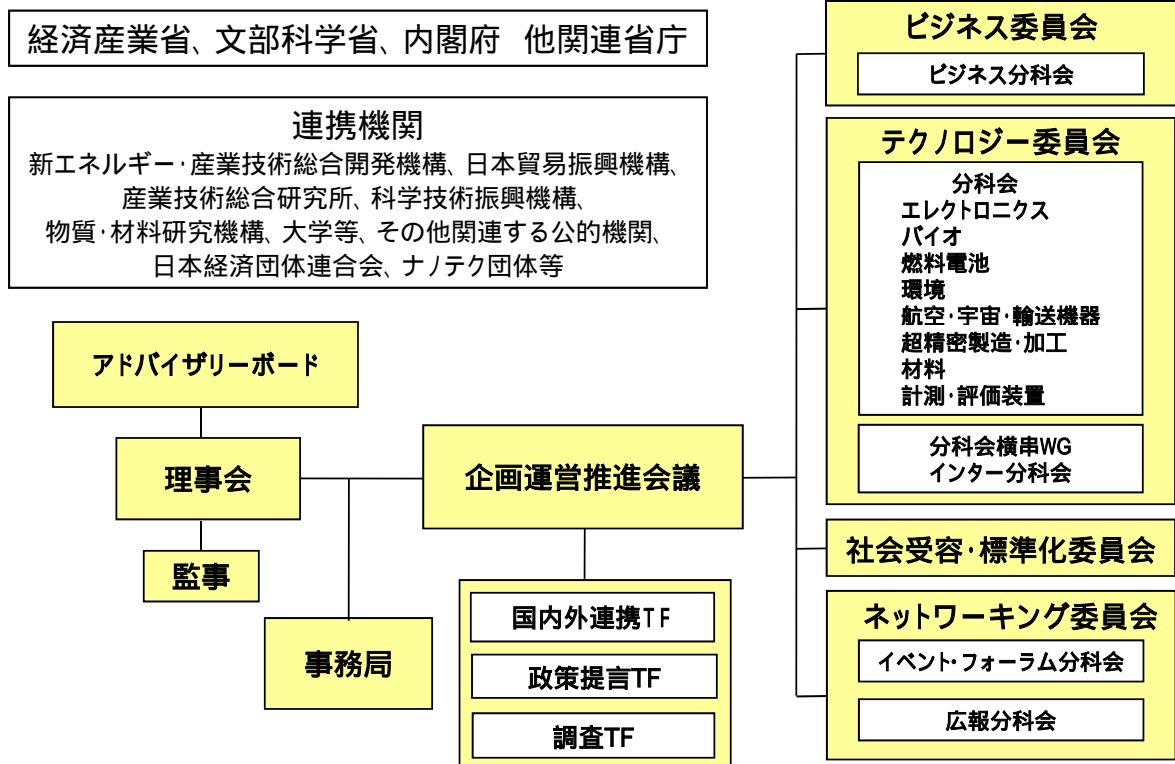 経済産業省、文部科学省、内閣府 他関連省庁
連携機関
新エネルギー・産業技術総合開発機構、日本貿易振興機構、
産業技術総合研究所、科学技術振興機構、
物質・材料研究機構、大学等、その他関連する公的機関、
日本経済団体連合会、ナノテク団体等
アドバイザリーボード
理事会
監事
事務局
企画運営推進会議
国内外連携TF
政策提言TF
調査TF
ビジネス委員会
ビジネス分科会
テクノロジー委員会
分科会
エレクトロニクス
バイオ
燃料電池
環境
航空・宇宙・輸送機器
超精密製造・加工
材料
計測・評価装置
分科会横串WG
インター分科会
社会受容・標準化委員会
ネットワーキング委員会
イベント・フォーラム分科会
広報分科会